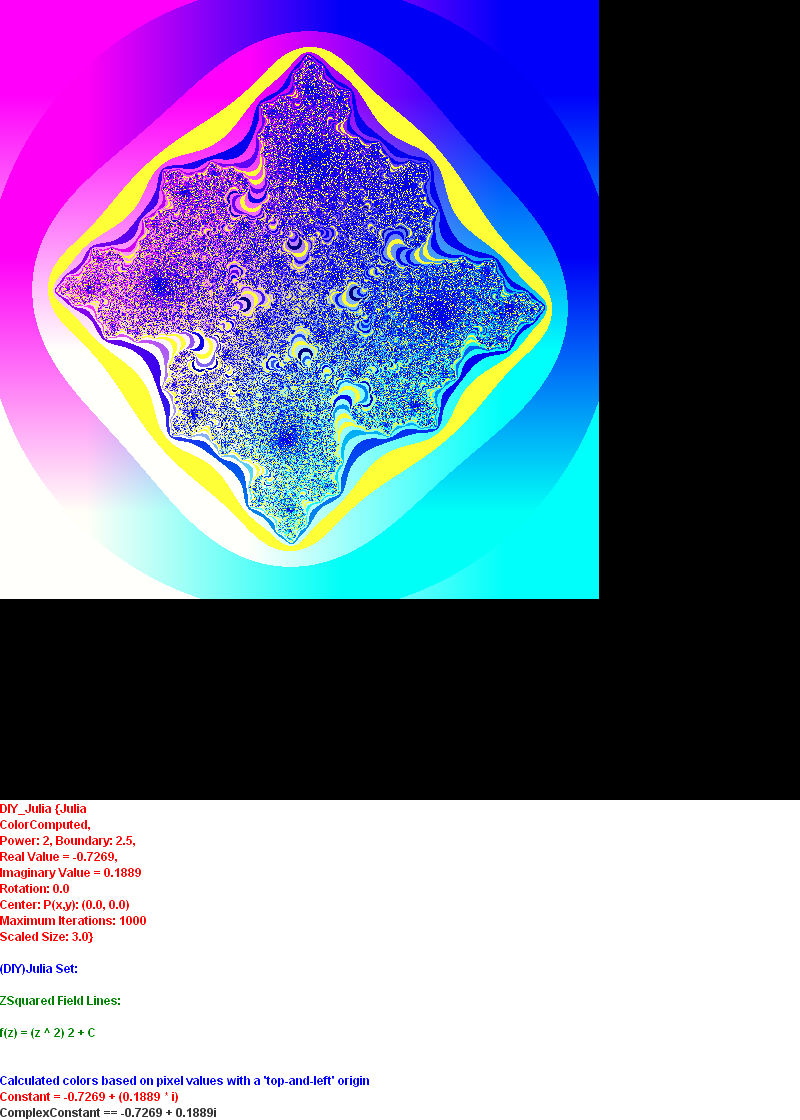 DIY_Julia {Julia
ColorComputed,
Power: 2, Boundary: 2.5,
Real Value = -0.7269,
Imaginary Value = 0.1889
Rotation: 0.0
Center: P(x,y): (0.0, 0.0)
Maximum Iterations: 1000
Scaled Size: 3.0}
(DIY)Julia Set:
ZSquared Field Lines:
f(z) = (z ^ 2) 2 + C
Calculated colors based on pixel values with a 'top-and-left' origin
Constant = -0.7269 + (0.1889 * i)
ComplexConstant == -0.7269 + 0.1889i